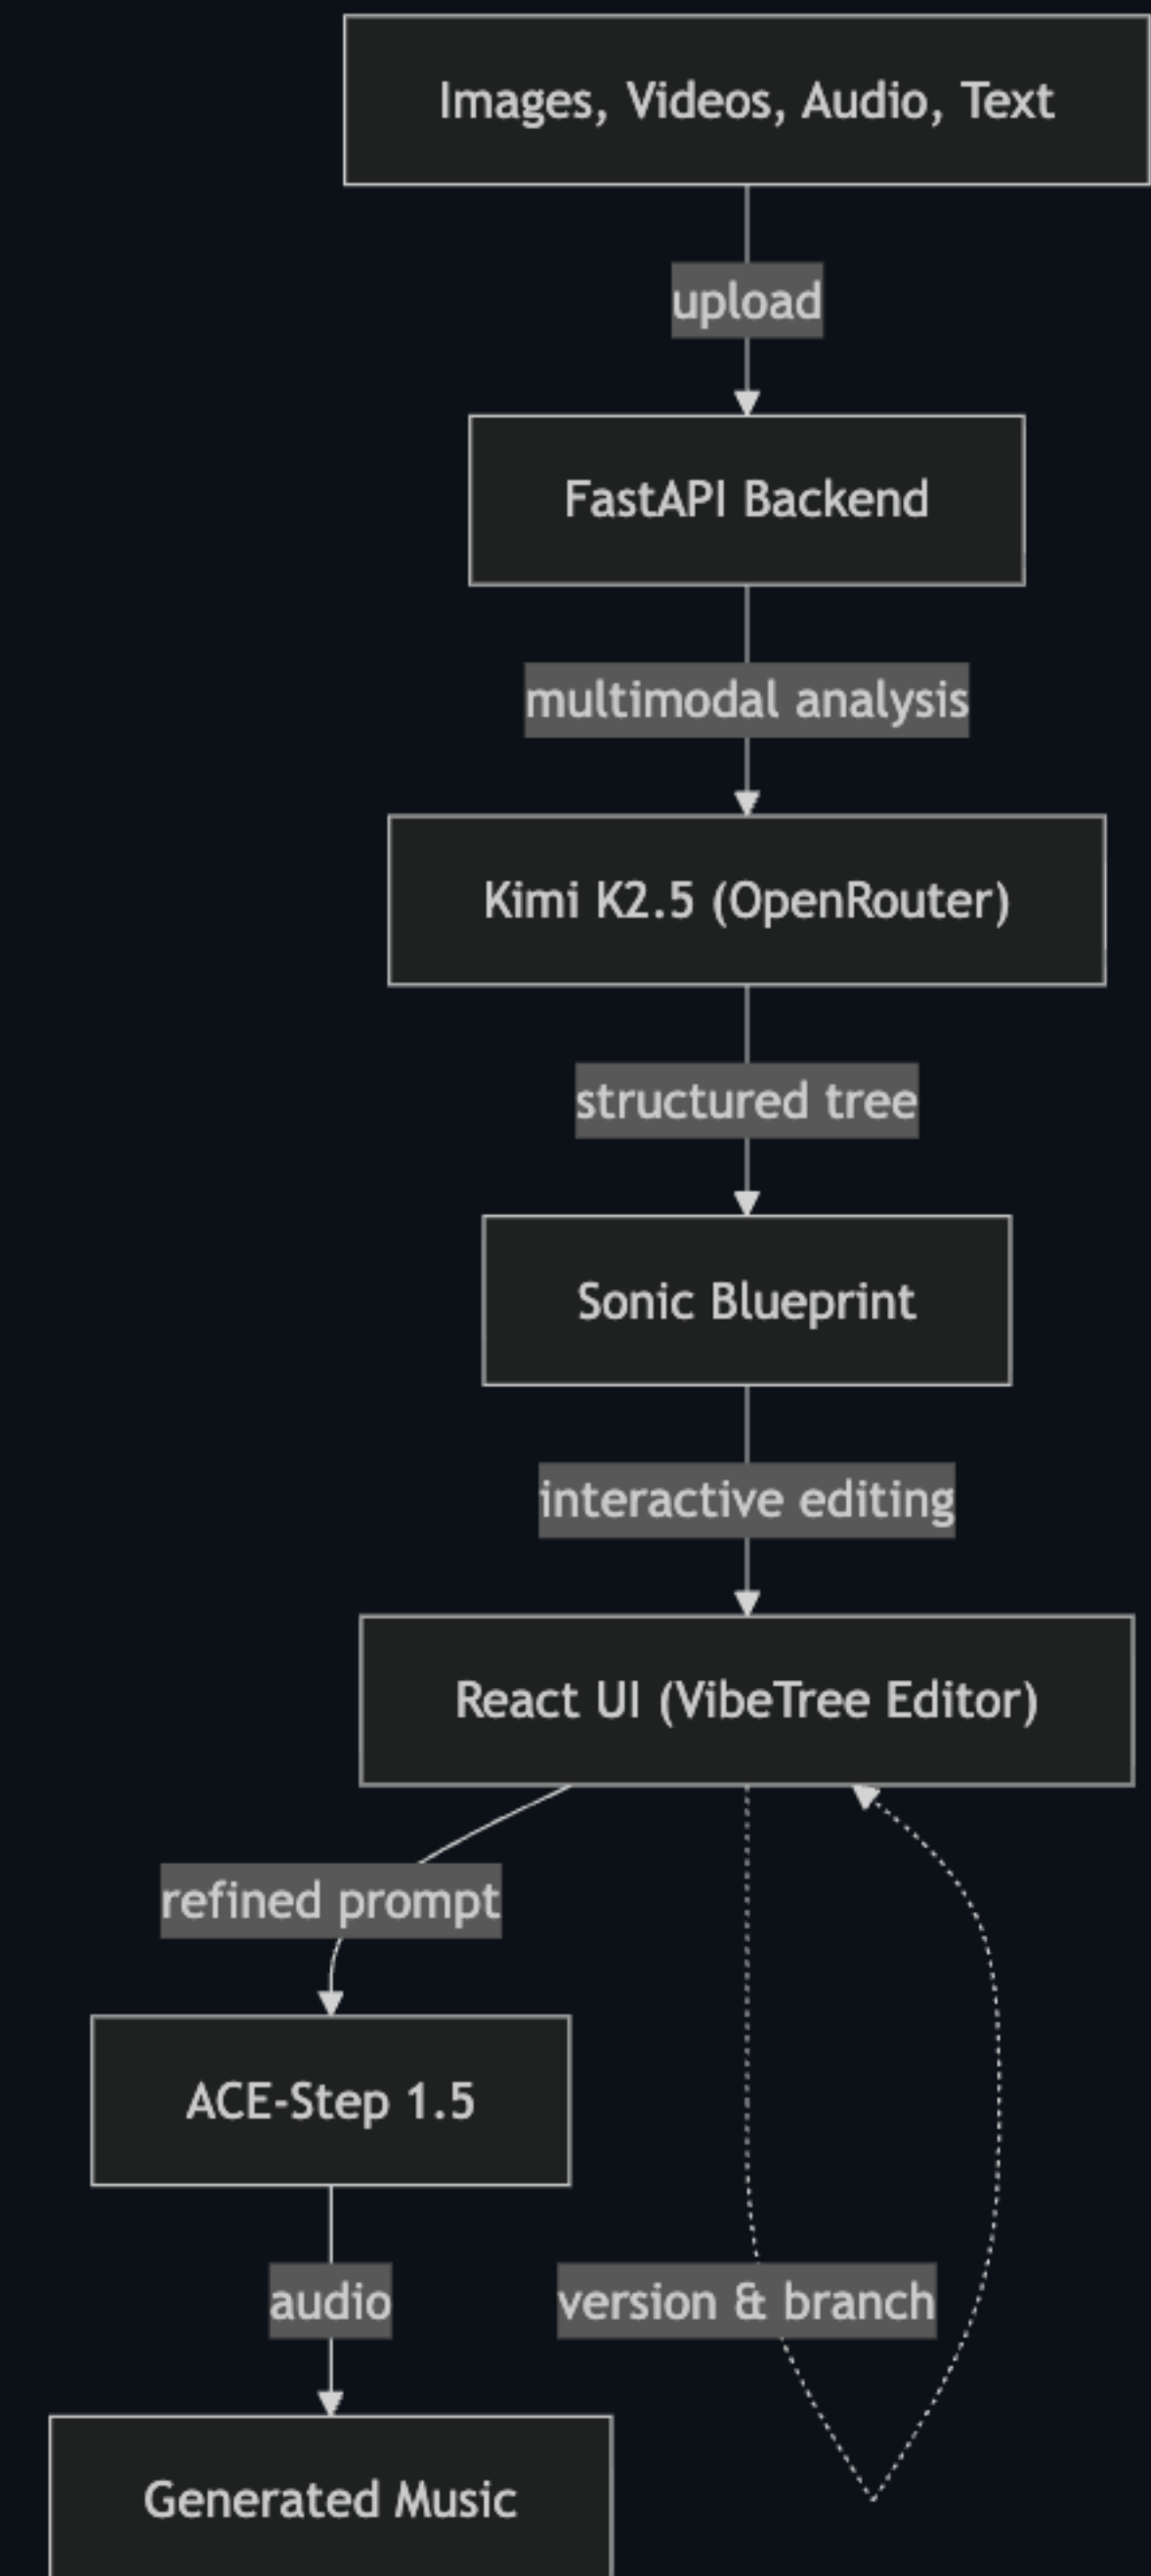 Images, Videos, Audio, Text
upload
FastAPI Backend
multimodal analysis
Kimi K2.5 (OpenRouter)
structured tree
Sonic Blueprint
interactive editing
React UI (VibeTree Editor)
refined prompt
ACE-Step 1.5
audio
version & branch
Generated Music